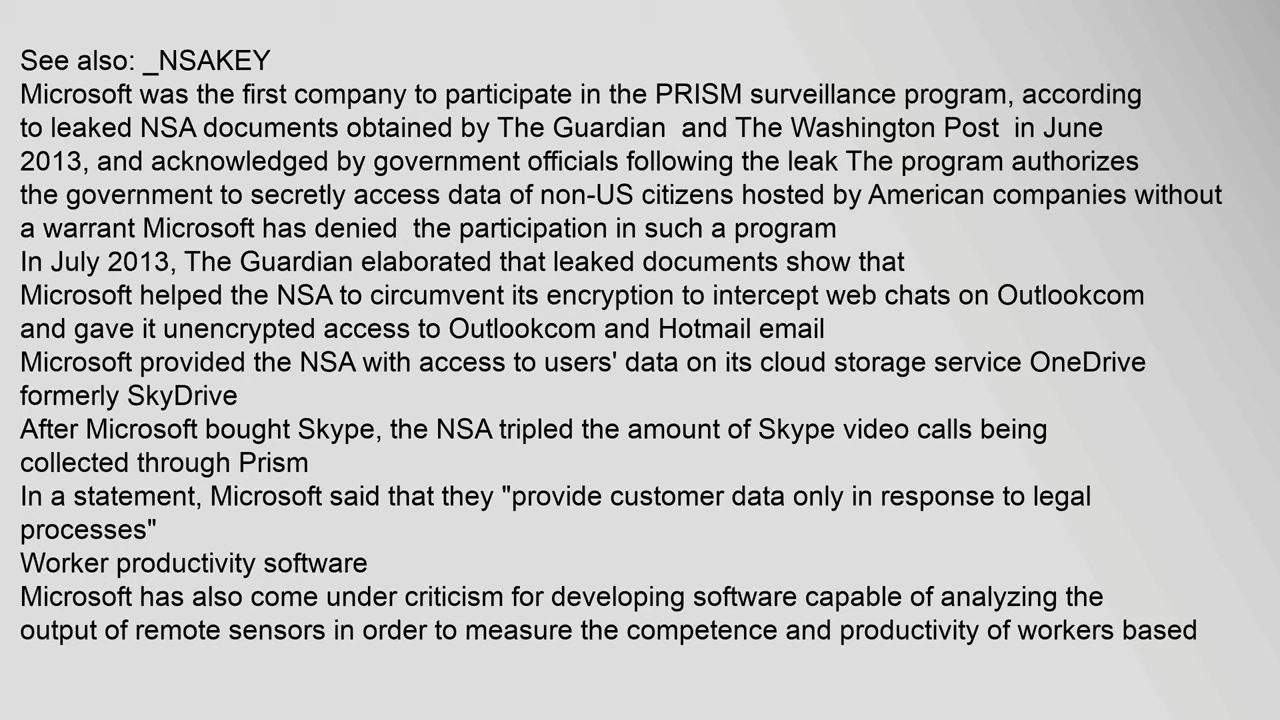 See also: _NSAKEY
Microsoft was the first company to participate in the PRISM surveillance program, according
to leaked NSA documents obtained by The Guardian  and The Washington Post  in June
2013, and acknowledged by government officials following the leak The program authorizes
the government to secretly access data of non-US citizens hosted by American companies without
a warrant Microsoft has denied  the participation in such a program
In July 2013, The Guardian elaborated that leaked documents show that
Microsoft helped the NSA to circumvent its encryption to intercept web chats on Outlookcom
and gave it unencrypted access to Outlookcom and Hotmail email
Microsoft provided the NSA with access to users' data on its cloud storage service OneDrive
formerly SkyDrive
After Microsoft bought Skype, the NSA tripled the amount of Skype video calls being
collected through Prism
In a statement, Microsoft said that they "provide customer data only in response to legal
processes"
Worker productivity software
Microsoft has also come under criticism for developing software capable of analyzing the
output of remote sensors in order to measure the competence and productivity of workers based